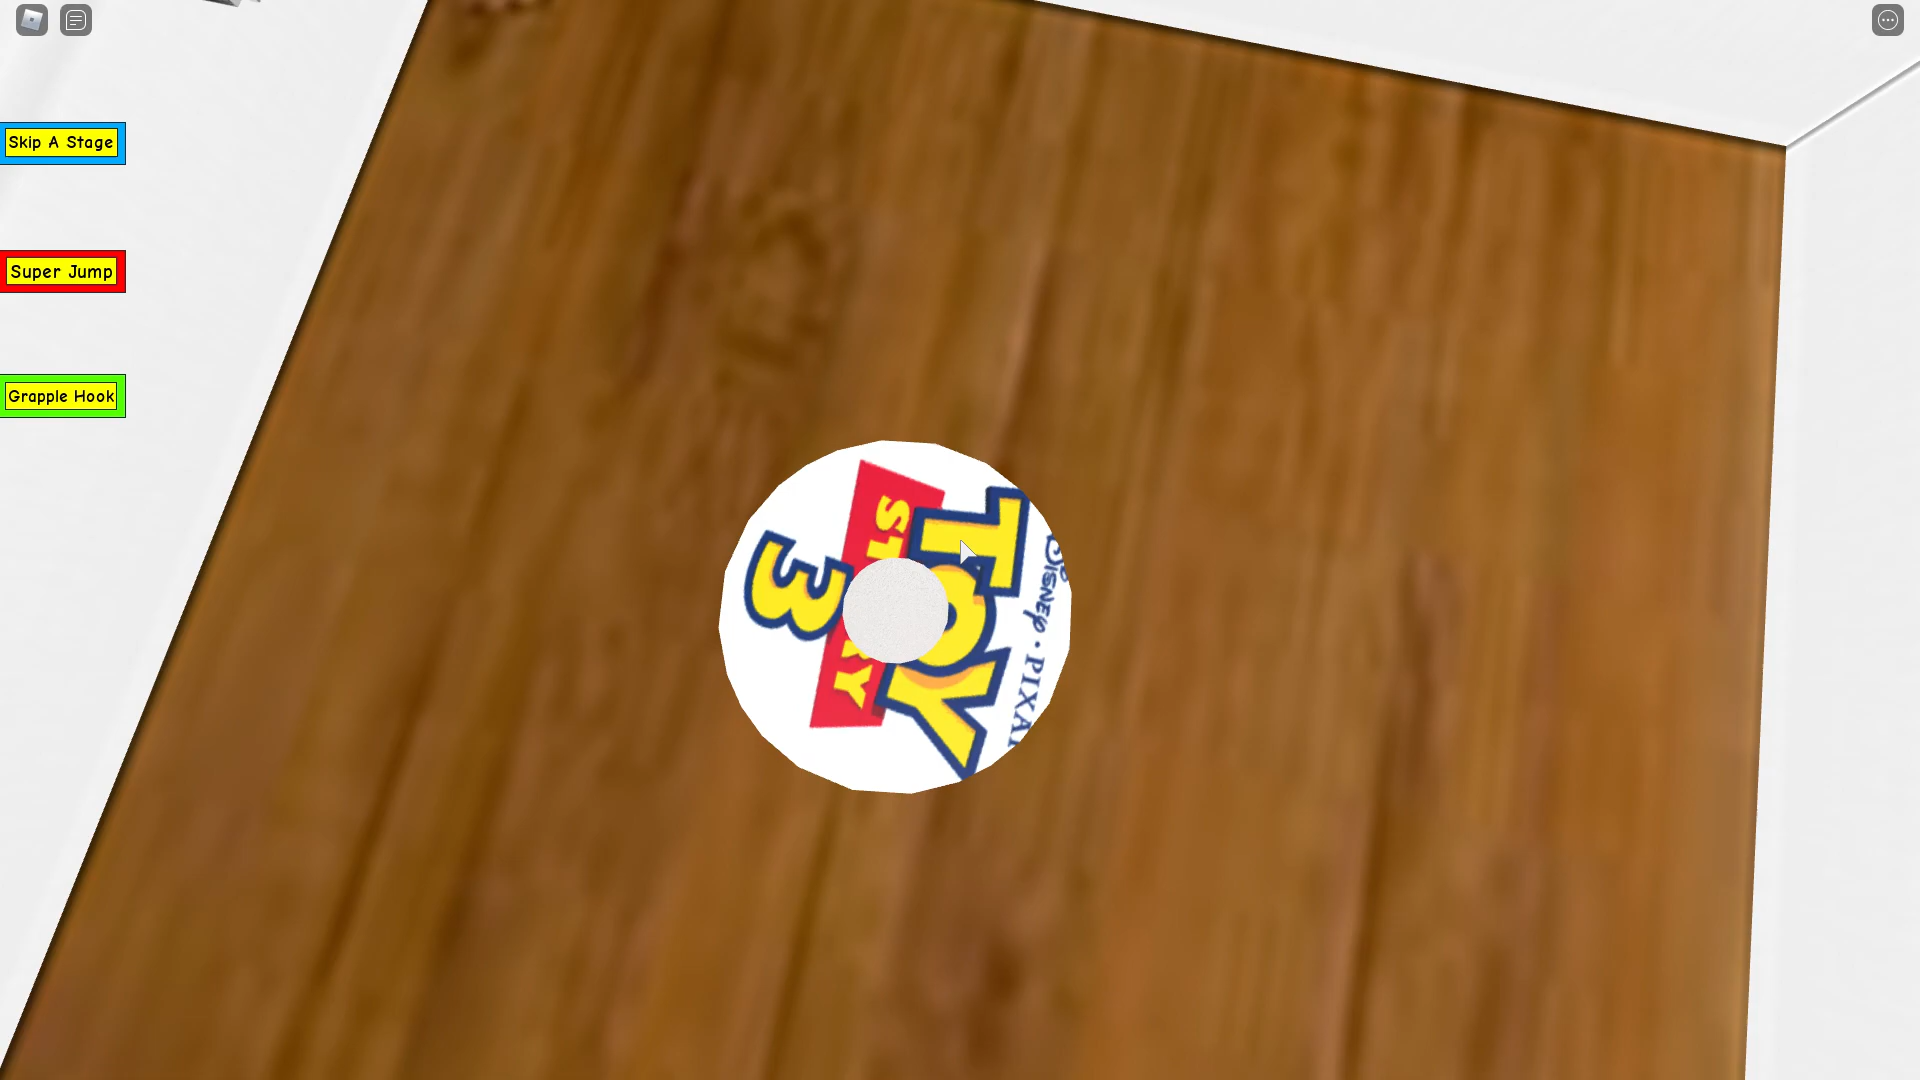 Skip A Stage
Super Jump
Grapple Hook
DISNEY • PIXAR
TOY
3